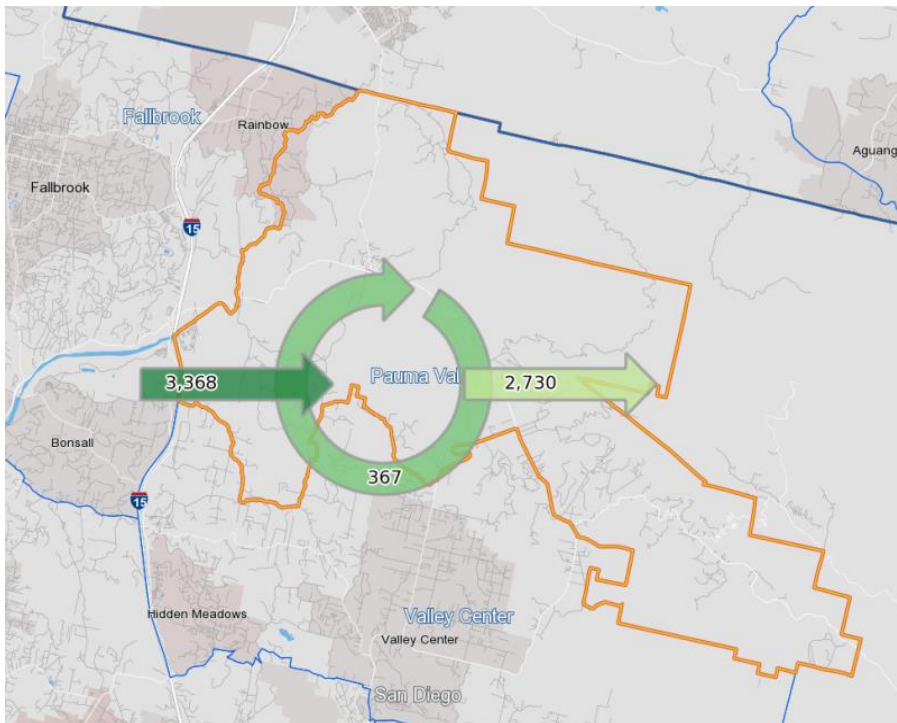 Fallbrook
Rainbow
Aguang
Fallbrook
15
3,368
Pauma Val
2,730
Bonsall
367
15
Hidden Meadows
Valley Center
Valley Center
San Diego